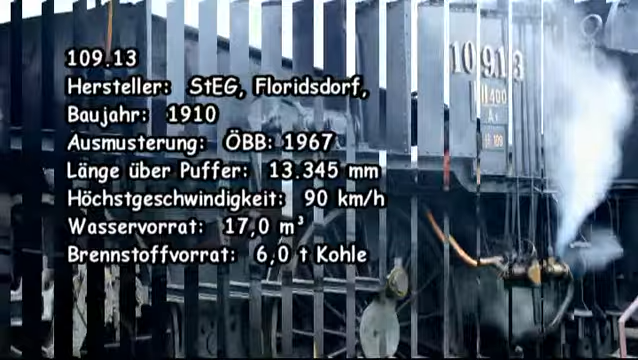 109.13
Hersteller: StEG, Floridsdorf,
Baujahr: 1910
Ausmusterung: ÖBB: 1967
Länge über Puffer: 13.345 mm
Höchstgeschwindigkeit: 90 km/h
Wasservorrat: 17,0 m³
Brennstoffvorrat: 6,0 t Kohle
109.13